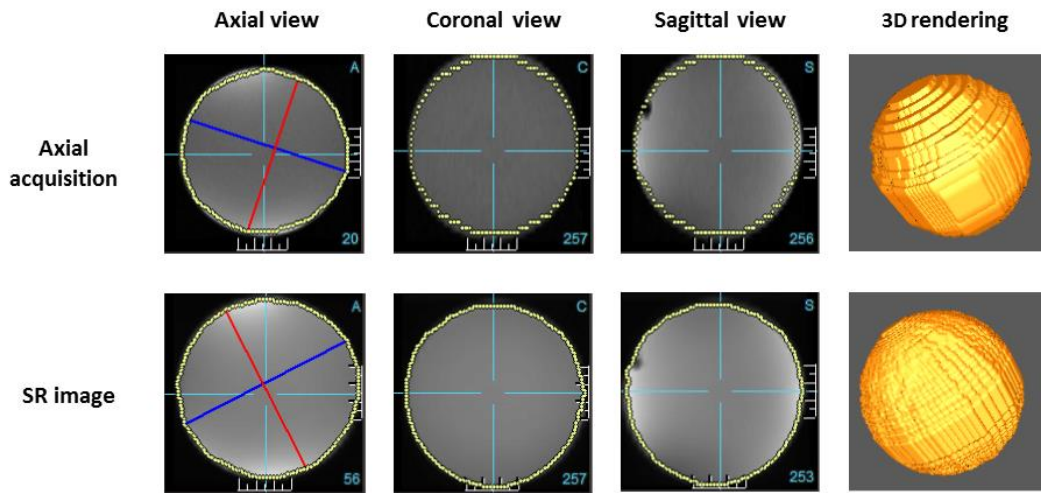 Axial view Coronal view Sagittal view 3D rendering
A C S
Axial
acquisition
20 257 256
A C S
SR image
56 257 253